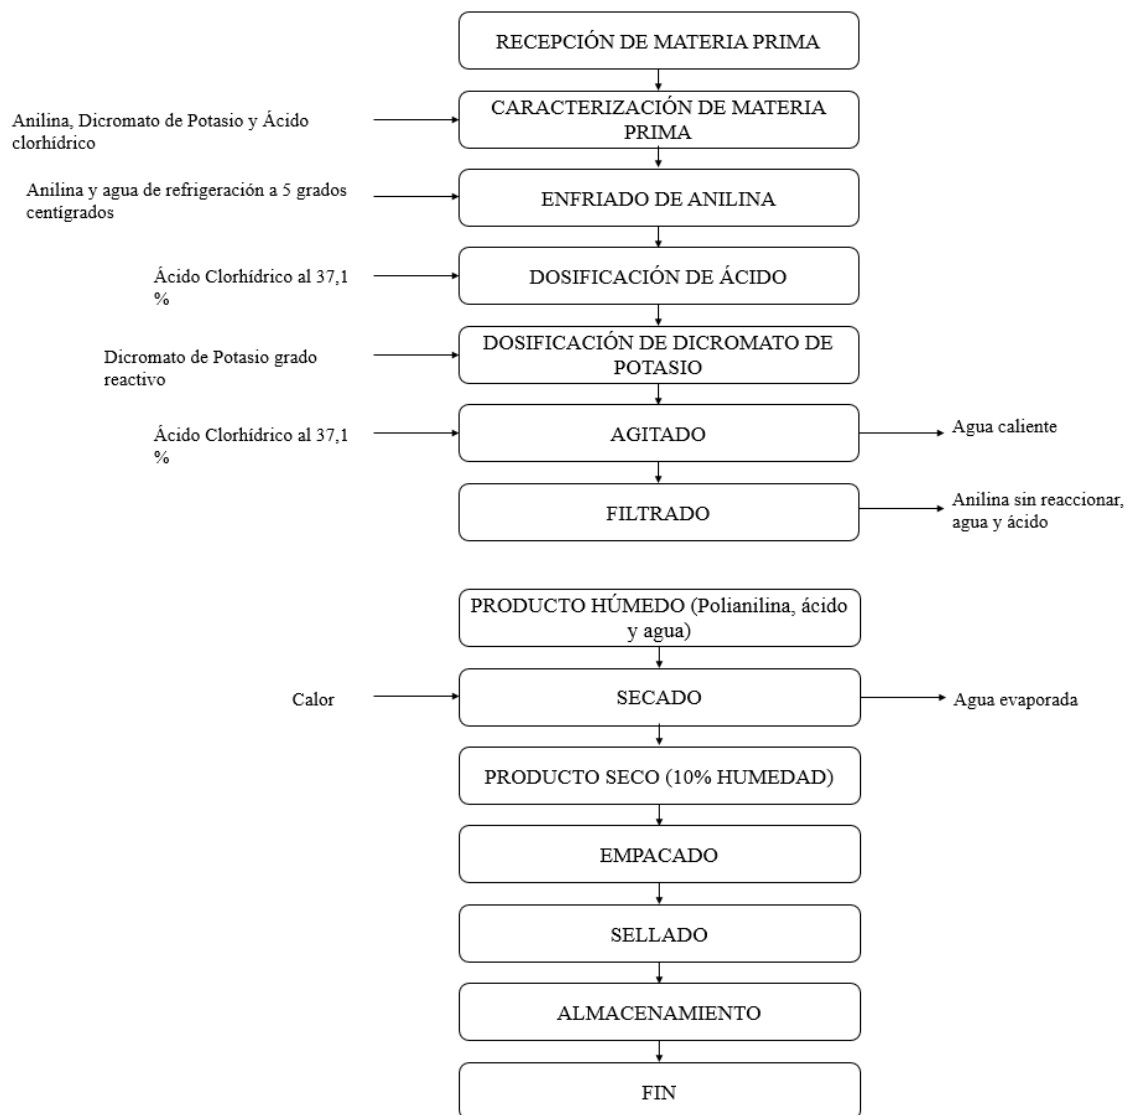 RECEPCIÓN DE MATERIA PRIMA
Anilina, Dicromato de Potasio y Ácido
clorhídrico
CARACTERIZACIÓN DE MATERIA
PRIMA
Anilina y agua de refrigeración a 5 grados
centígrados
ENFRIADO DE ANILINA
Ácido Clorhídrico al 37,1
%
DOSIFICACIÓN DE ÁCIDO
Dicromato de Potasio grado
reactivo
DOSIFICACIÓN DE DICROMATO DE
POTASIO
Ácido Clorhídrico al 37,1
%
AGITADO
Agua caliente
FILTRADO
Anilina sin reaccionar,
agua y ácido
PRODUCTO HÚMEDO (Polianilina, ácido
y agua)
Calor
SECADO
Agua evaporada
PRODUCTO SECO (10% HUMEDAD)
EMPACADO
SELLADO
ALMACENAMIENTO
FIN